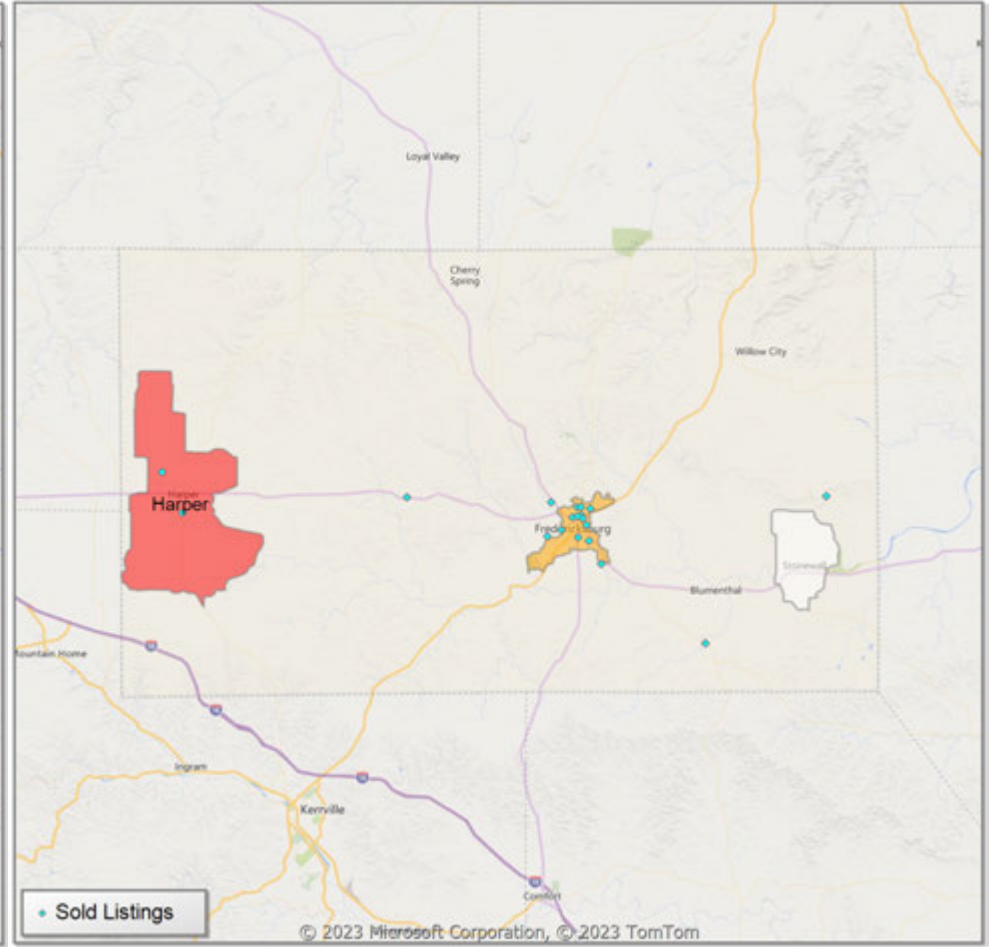 Loyal Valley
Cherry
Spring
Willow City
Harper
Harper
Fredericksburg
Stonewall
Blumenthal
Mountain Home
Ingram
Kerrville
Comfort
Sold Listings
© 2023 Microsoft Corporation, © 2023 TomTom